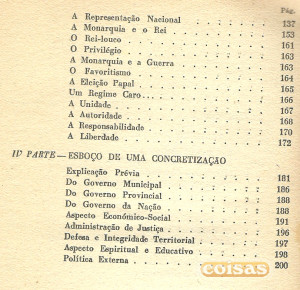 Pág.
A Representação Nacional . . . . . . 137
A Monarquia e o Rei . . . . . . 153
O Rei-louco . . . . . . 161
O Privilégio . . . . . . 161
A Monarquia e a Guerra . . . . . . 163
O Favoritismo . . . . . . 163
A Eleição Papal . . . . . . 164
Um Regime Caro... . . . . . . 165
A Unidade . . . . . . 166
A Autoridade . . . . . . 168
A Responsabilidade . . . . . . 170
A Liberdade . . . . . . 172
IV PARTE — ESBOÇO DE UMA CONCRETIZAÇÃO
Explicação Prévia . . . . . . 181
Do Governo Municipal . . . . . . 186
Do Governo Provincial . . . . . . 188
Do Governo da Nação . . . . . . 188
Aspecto Económico-Social . . . . . . 191
Administração de Justiça . . . . . . 196
Defesa e Integridade Territorial . . . . . . 197
Aspecto Espiritual e Educativo . . . . . . 198
Política Externa . . . . . . 200
coisas